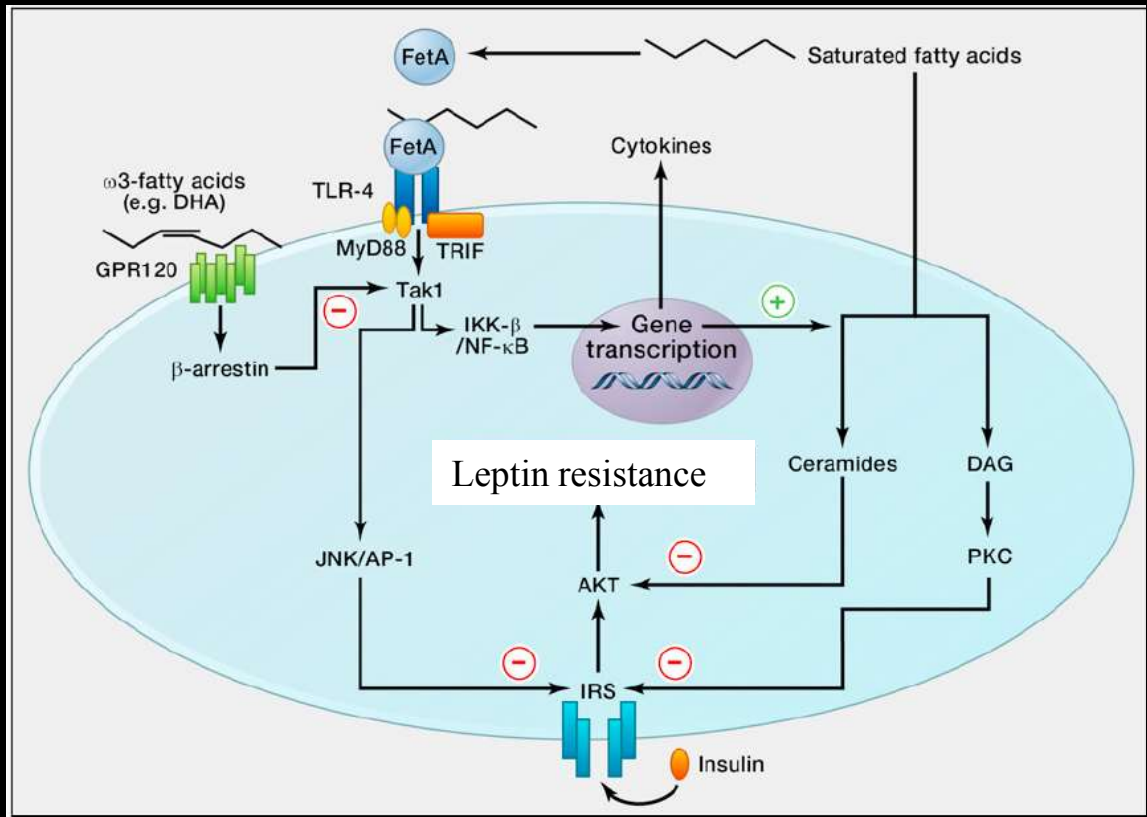 FetA
Saturated fatty acids
FetA
Cytokines
ω3-fatty acids
(e.g. DHA)
TLR-4
MyD88
TRIF
GPR120
Tak1
−
+
IKK-β
/NF-κB
Gene
transcription
β-arrestin
Leptin resistance
Ceramides
DAG
JNK/AP-1
−
AKT
PKC
−
−
IRS
Insulin